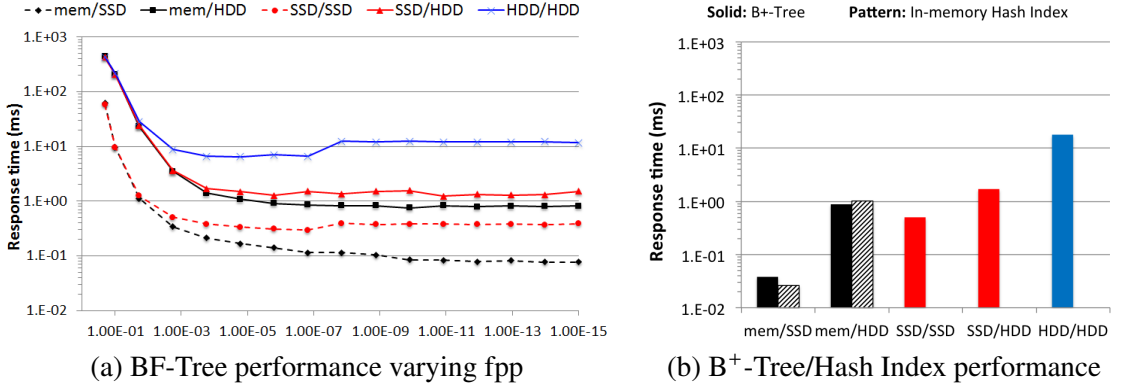 mem/SSD mem/HDD SSD/SSD SSD/HDD HDD/HDD
Response time (ms)
1.E+03
1.E+02
1.E+01
1.E+00
1.E-01
1.E-02
1.00E-01 1.00E-03 1.00E-05 1.00E-07 1.00E-09 1.00E-11 1.00E-13 1.00E-15
(a) BF-Tree performance varying fpp
Solid: B+-Tree Pattern: In-memory Hash Index
Response time (ms)
1.E+03
1.E+02
1.E+01
1.E+00
1.E-01
1.E-02
mem/SSD mem/HDD SSD/SSD SSD/HDD HDD/HDD
(b) B⁺-Tree/Hash Index performance